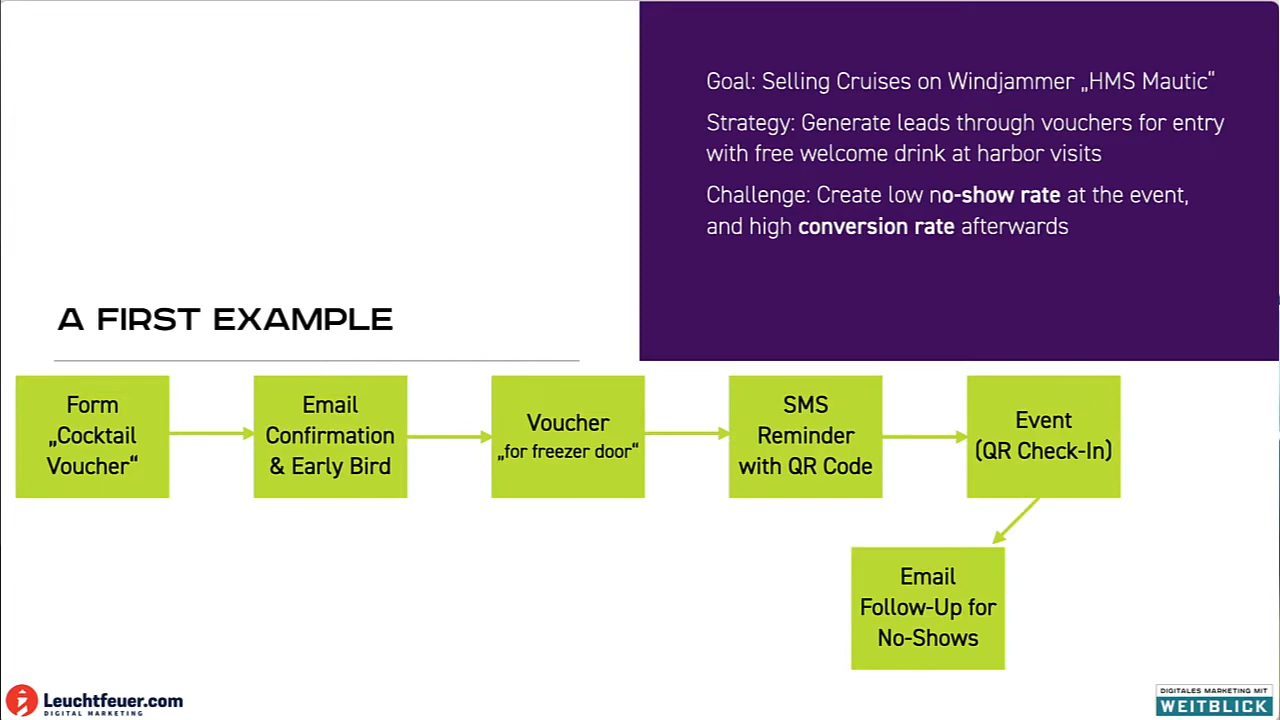 Goal: Selling Cruises on Windjammer „HMS Mautic“
Strategy: Generate leads through vouchers for entry
with free welcome drink at harbor visits
Challenge: Create low no-show rate at the event,
and high conversion rate afterwards
A FIRST EXAMPLE
Form
„Cocktail
Voucher“
Email
Confirmation
& Early Bird
Voucher
„for freezer door“
SMS
Reminder
with QR Code
Event
(QR Check-In)
Email
Follow-Up for
No-Shows
Leuchtfeuer.com
DIGITAL MARKETING
DIGITALES MARKETING MIT
WEITBLICK